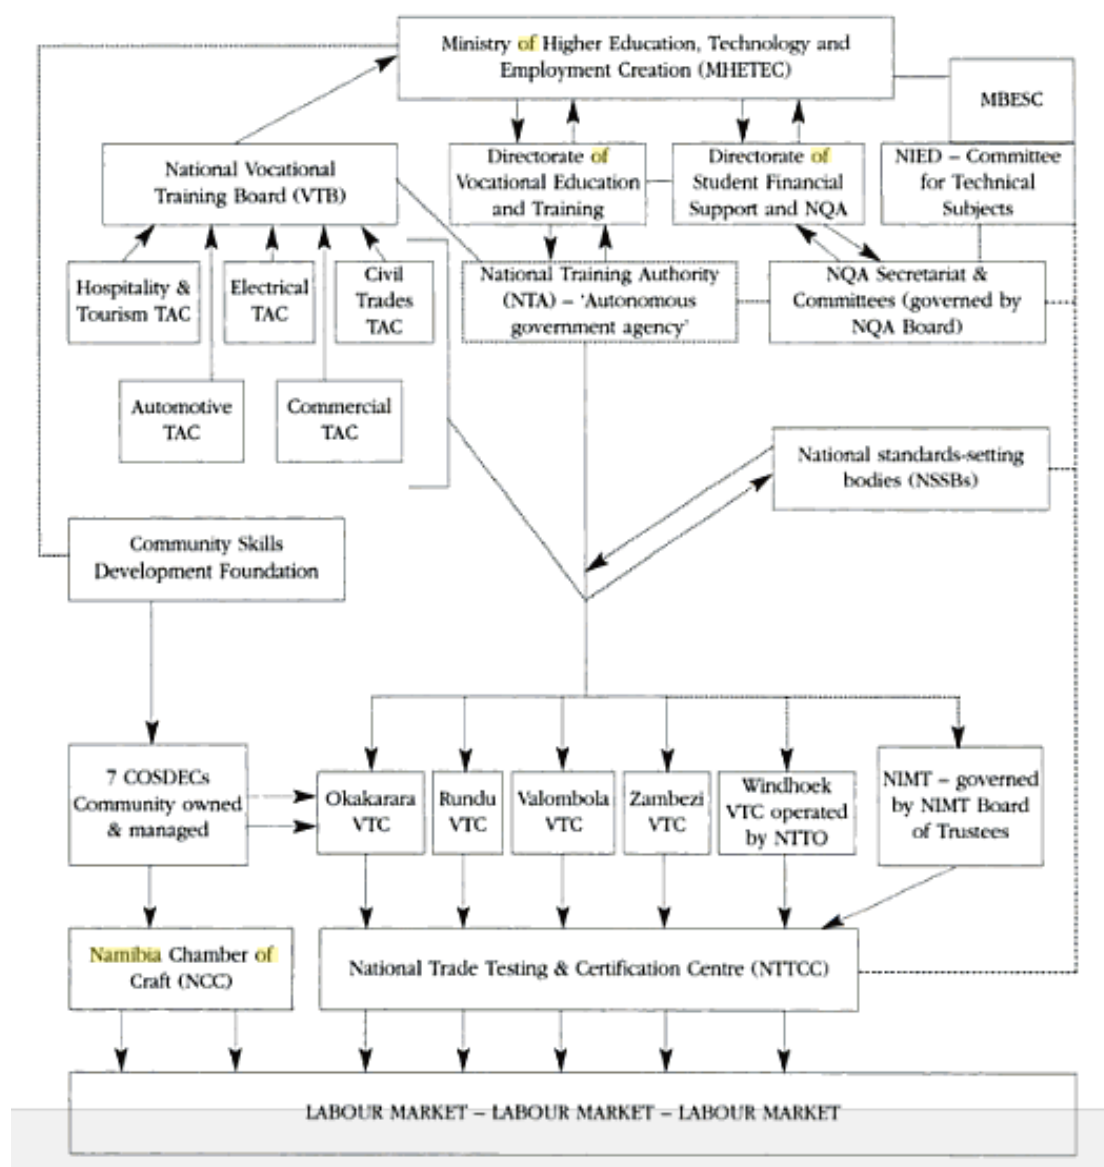 Ministry of Higher Education, Technology and
Employment Creation (MHETEC)
MBESC
National Vocational
Training Board (VTB)
Directorate of
Vocational Education
and Training
Directorate of
Student Financial
Support and NQA
NIED – Committee
for Technical
Subjects
Hospitality &
Tourism TAC
Electrical
TAC
Civil
Trades
TAC
National Training Authority
(NTA) – ‘Autonomous
government agency’
NQA Secretariat &
Committees (governed by
NQA Board)
Automotive
TAC
Commercial
TAC
National standards-setting
bodies (NSSBs)
Community Skills
Development Foundation
7 COSDECs
Community owned
& managed
Okakarara
VTC
Rundu
VTC
Valombola
VTC
Zambezi
VTC
Windhoek
VTC operated
by NTTO
NIMT – governed
by NIMT Board
of Trustees
Namibia Chamber of
Craft (NCC)
National Trade Testing & Certification Centre (NTTCC)
LABOUR MARKET – LABOUR MARKET – LABOUR MARKET